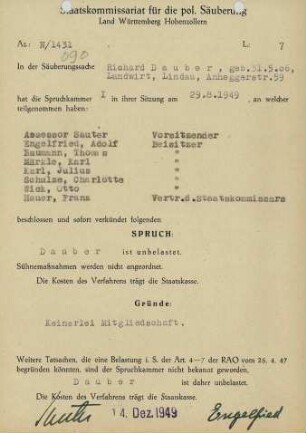 Staatskommissariat für die pol. Säuberung
Land Württemberg Hohenzollern
Az: N/1431 L: 7
090
In der Säuberungssache Richard D a u b e r , geb.31.5.06,
Landwirt, Lindau, Anheggerstr.59
hat die Spruchkammer I in ihrer Sitzung am 29.8.1949 , an welcher
teilgenommen haben:
Assessor Sauter Vorsitzender
Engelfried, Adolf Beisitzer
Baumann, Thomas "
Härkle, Karl "
Karl, Julius "
Schulze, Charlotte "
Sick, Otto "
Hauer, Franz Vertr.d.Staatskommissars
beschlossen und sofort verkündet folgenden
SPRUCH:
D a u b e r ist unbelastet.
Sühnemaßnahmen werden nicht angeordnet.
Die Kosten des Verfahrens trägt die Staatskasse.
Gründe:
Keinerlei Mitgliedschaft.
Weitere Tatsachen, die eine Belastung i. S. der Art 4–7 der RAO vom 26. 4. 47
begründen könnten, sind der Spruchkammer nicht bekannt geworden,
D a u b e r ist daher unbelastet.
Die Kosten des Verfahrens trägt die Staatskasse.
Sauter 14. Dez. 1949 Engelfried